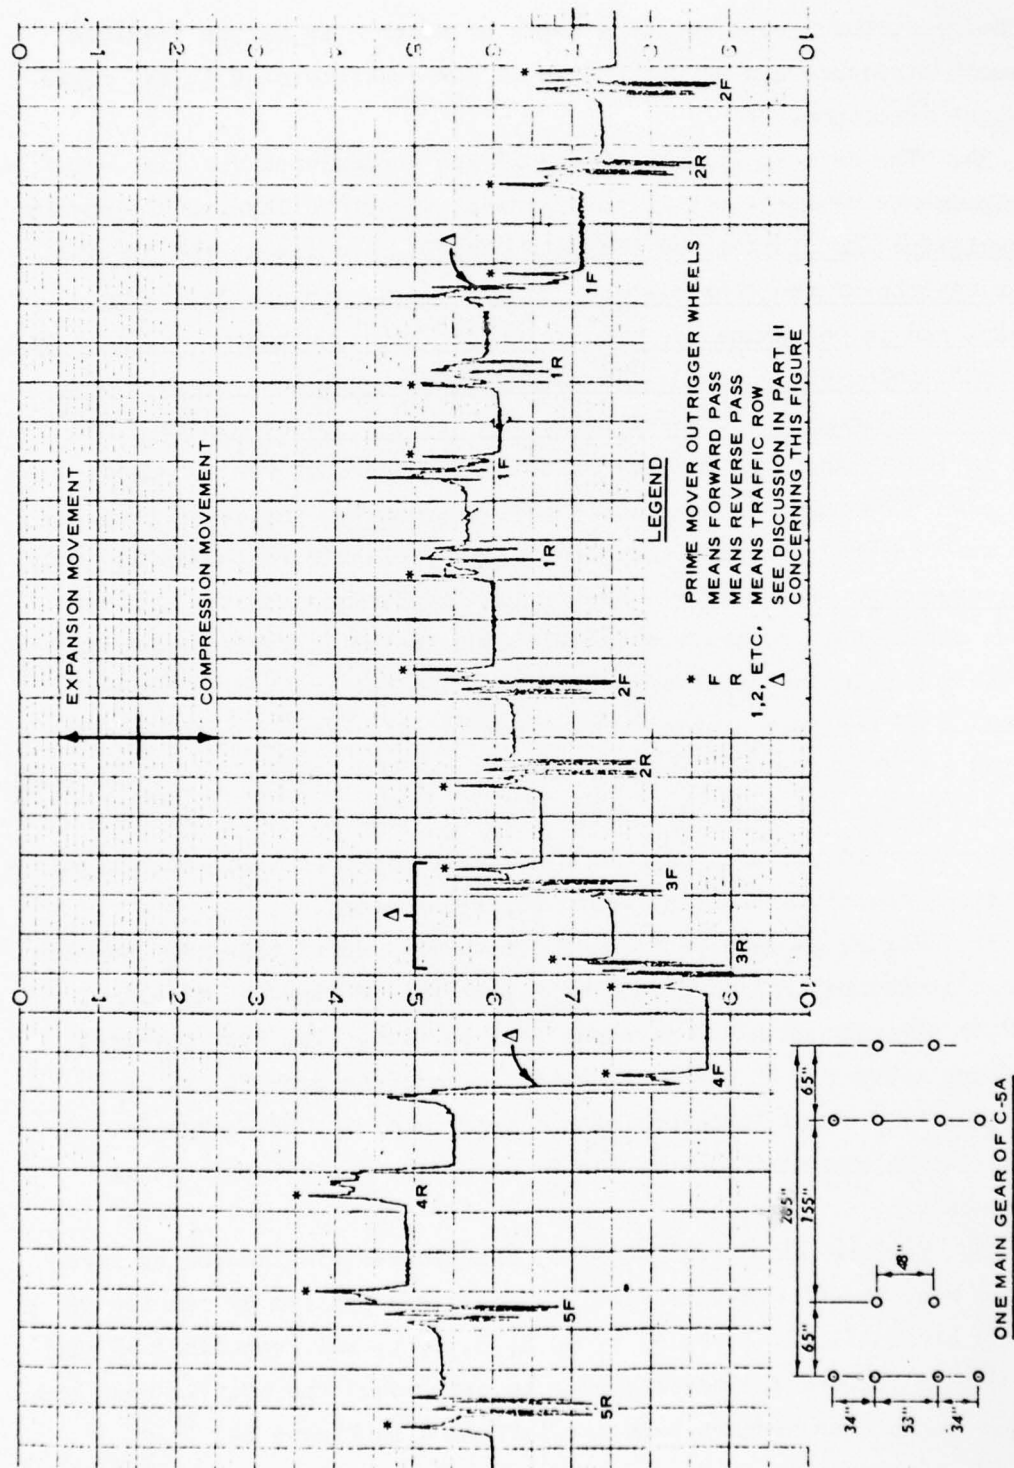 EXPANSION MOVEMENT
COMPRESSION MOVEMENT
0
1
2
3
4
5
6
7
9
10
0
1
2
3
4
5
6
8
9
10
*
5R
*
5F
*
4R
*
4F
Δ
*
*
3R
Δ
*
3F
*
2R
*
2F
*
1R
*
1F
*
1R
*
1F
Δ
*
2R
*
2F
LEGEND
* PRIME MOVER OUTRIGGER WHEELS
F MEANS FORWARD PASS
R MEANS REVERSE PASS
1,2, ETC. MEANS TRAFFIC ROW
Δ SEE DISCUSSION IN PART II
CONCERNING THIS FIGURE
285"
65" 155" 65"
34"
53"
34"
48"
ONE MAIN GEAR OF C-5A